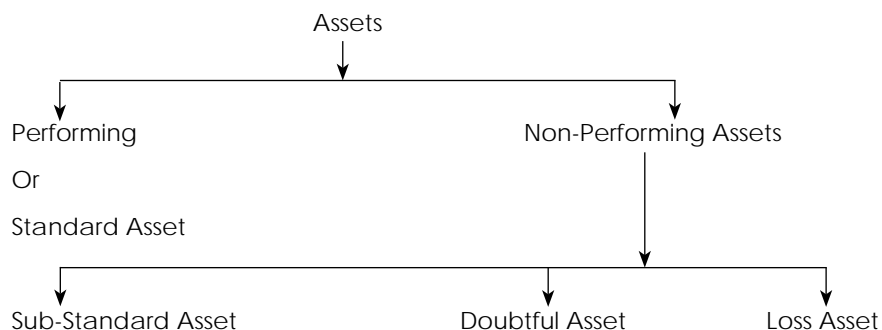 Assets
Performing Non-Performing Assets
Or
Standard Asset
Sub-Standard Asset Doubtful Asset Loss Asset